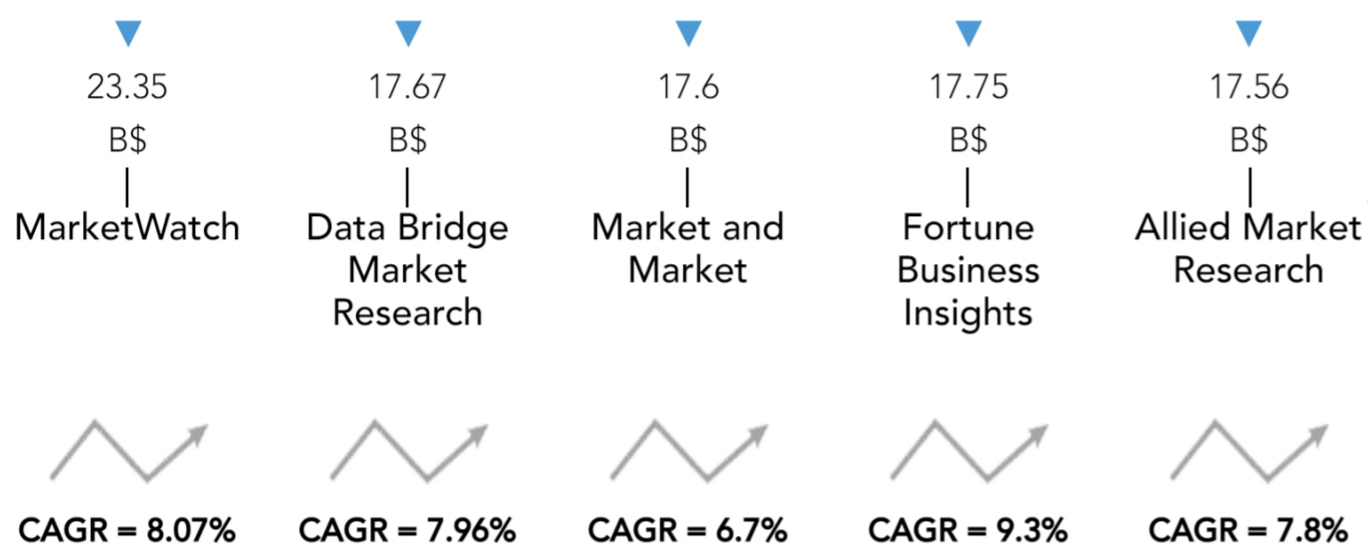 23.35
B$
MarketWatch
CAGR = 8.07%
17.67
B$
Data Bridge
Market
Research
CAGR = 7.96%
17.6
B$
Market and
Market
CAGR = 6.7%
17.75
B$
Fortune
Business
Insights
CAGR = 9.3%
17.56
B$
Allied Market
Research
CAGR = 7.8%